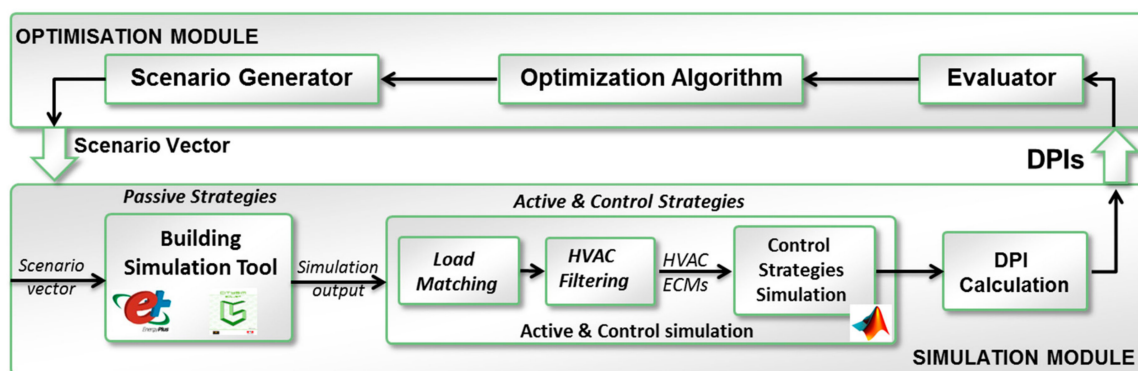 OPTIMISATION MODULE
Scenario Generator
Optimization Algorithm
Evaluator
Scenario Vector
DPIs
Passive Strategies
Active & Control Strategies
Scenario
vector
Building
Simulation Tool
EnergyPlus
Simulation
output
Load
Matching
HVAC
Filtering
HVAC
ECMs
Control
Strategies
Simulation
DPI
Calculation
Active & Control simulation
SIMULATION MODULE